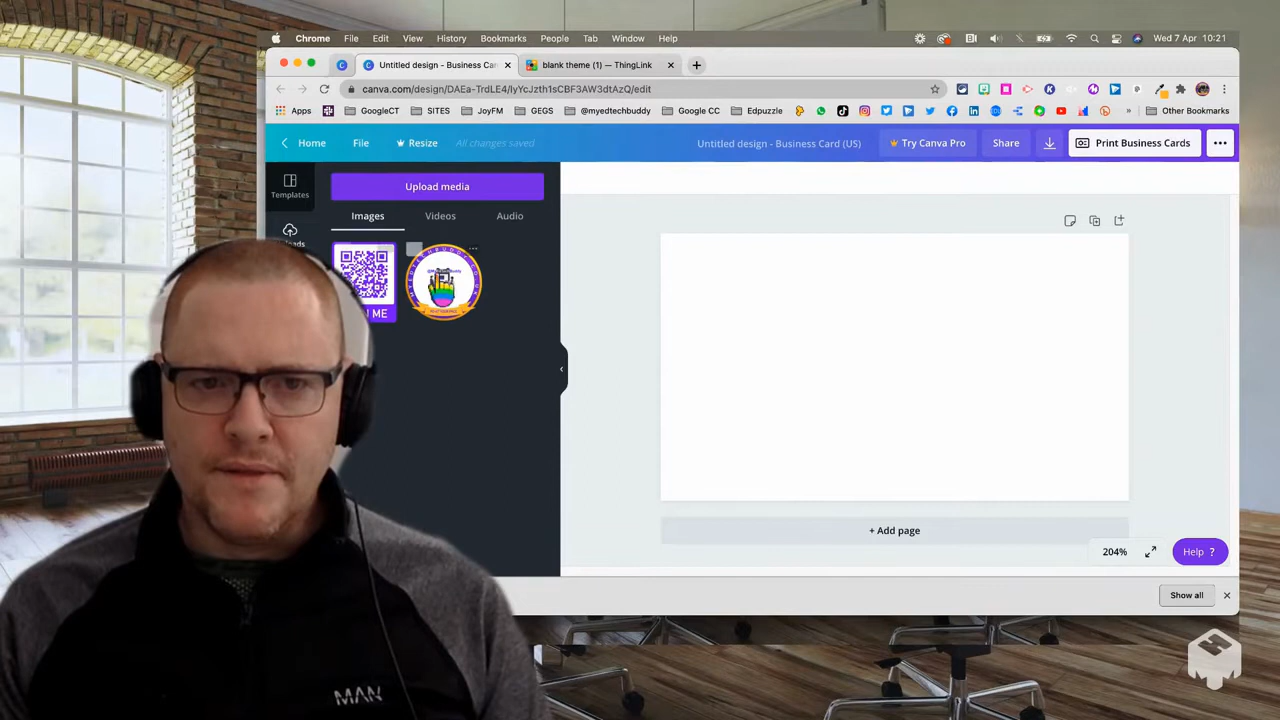 Chrome File Edit View History Bookmarks People Tab Window Help Wed 7 Apr 10:21
Untitled design - Business Car blank theme (1) — ThingLink
canva.com/design/DAEa-TrdLE4/IyYcJzth1sCBF3AW3dtAzQ/edit
Apps GoogleCT SITES JoyFM GEGS @myedtechbuddy Google CC Edpuzzle » Other Bookmarks
Home File Resize All changes saved Untitled design - Business Card (US) Try Canva Pro Share Print Business Cards
Templates
Upload media
Images Videos Audio
ME
+ Add page
204% Help ?
Show all
MAN